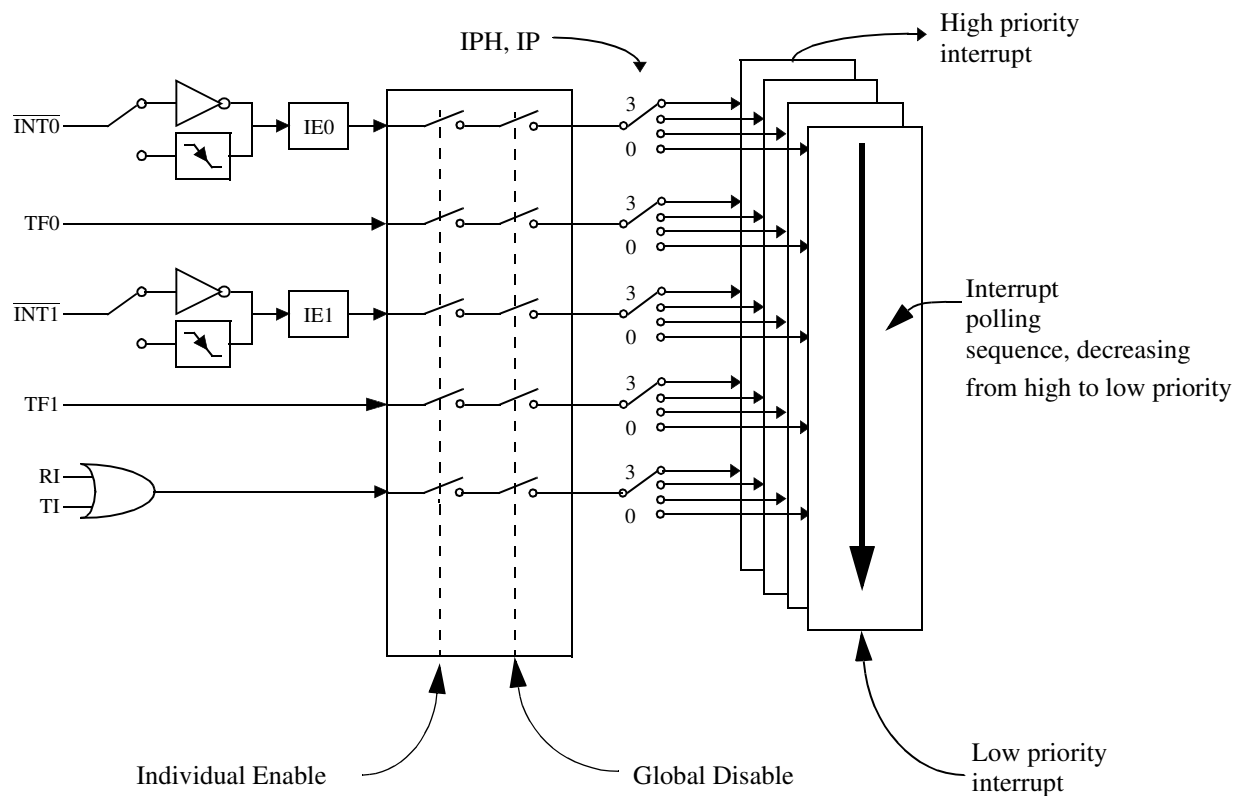 High priority
interrupt
IPH, IP
INT0
IE0
3
0
TF0
3
0
INT1
IE1
3
0
Interrupt
polling
sequence, decreasing
from high to low priority
TF1
3
0
RI
TI
3
0
Individual Enable
Global Disable
Low priority
interrupt